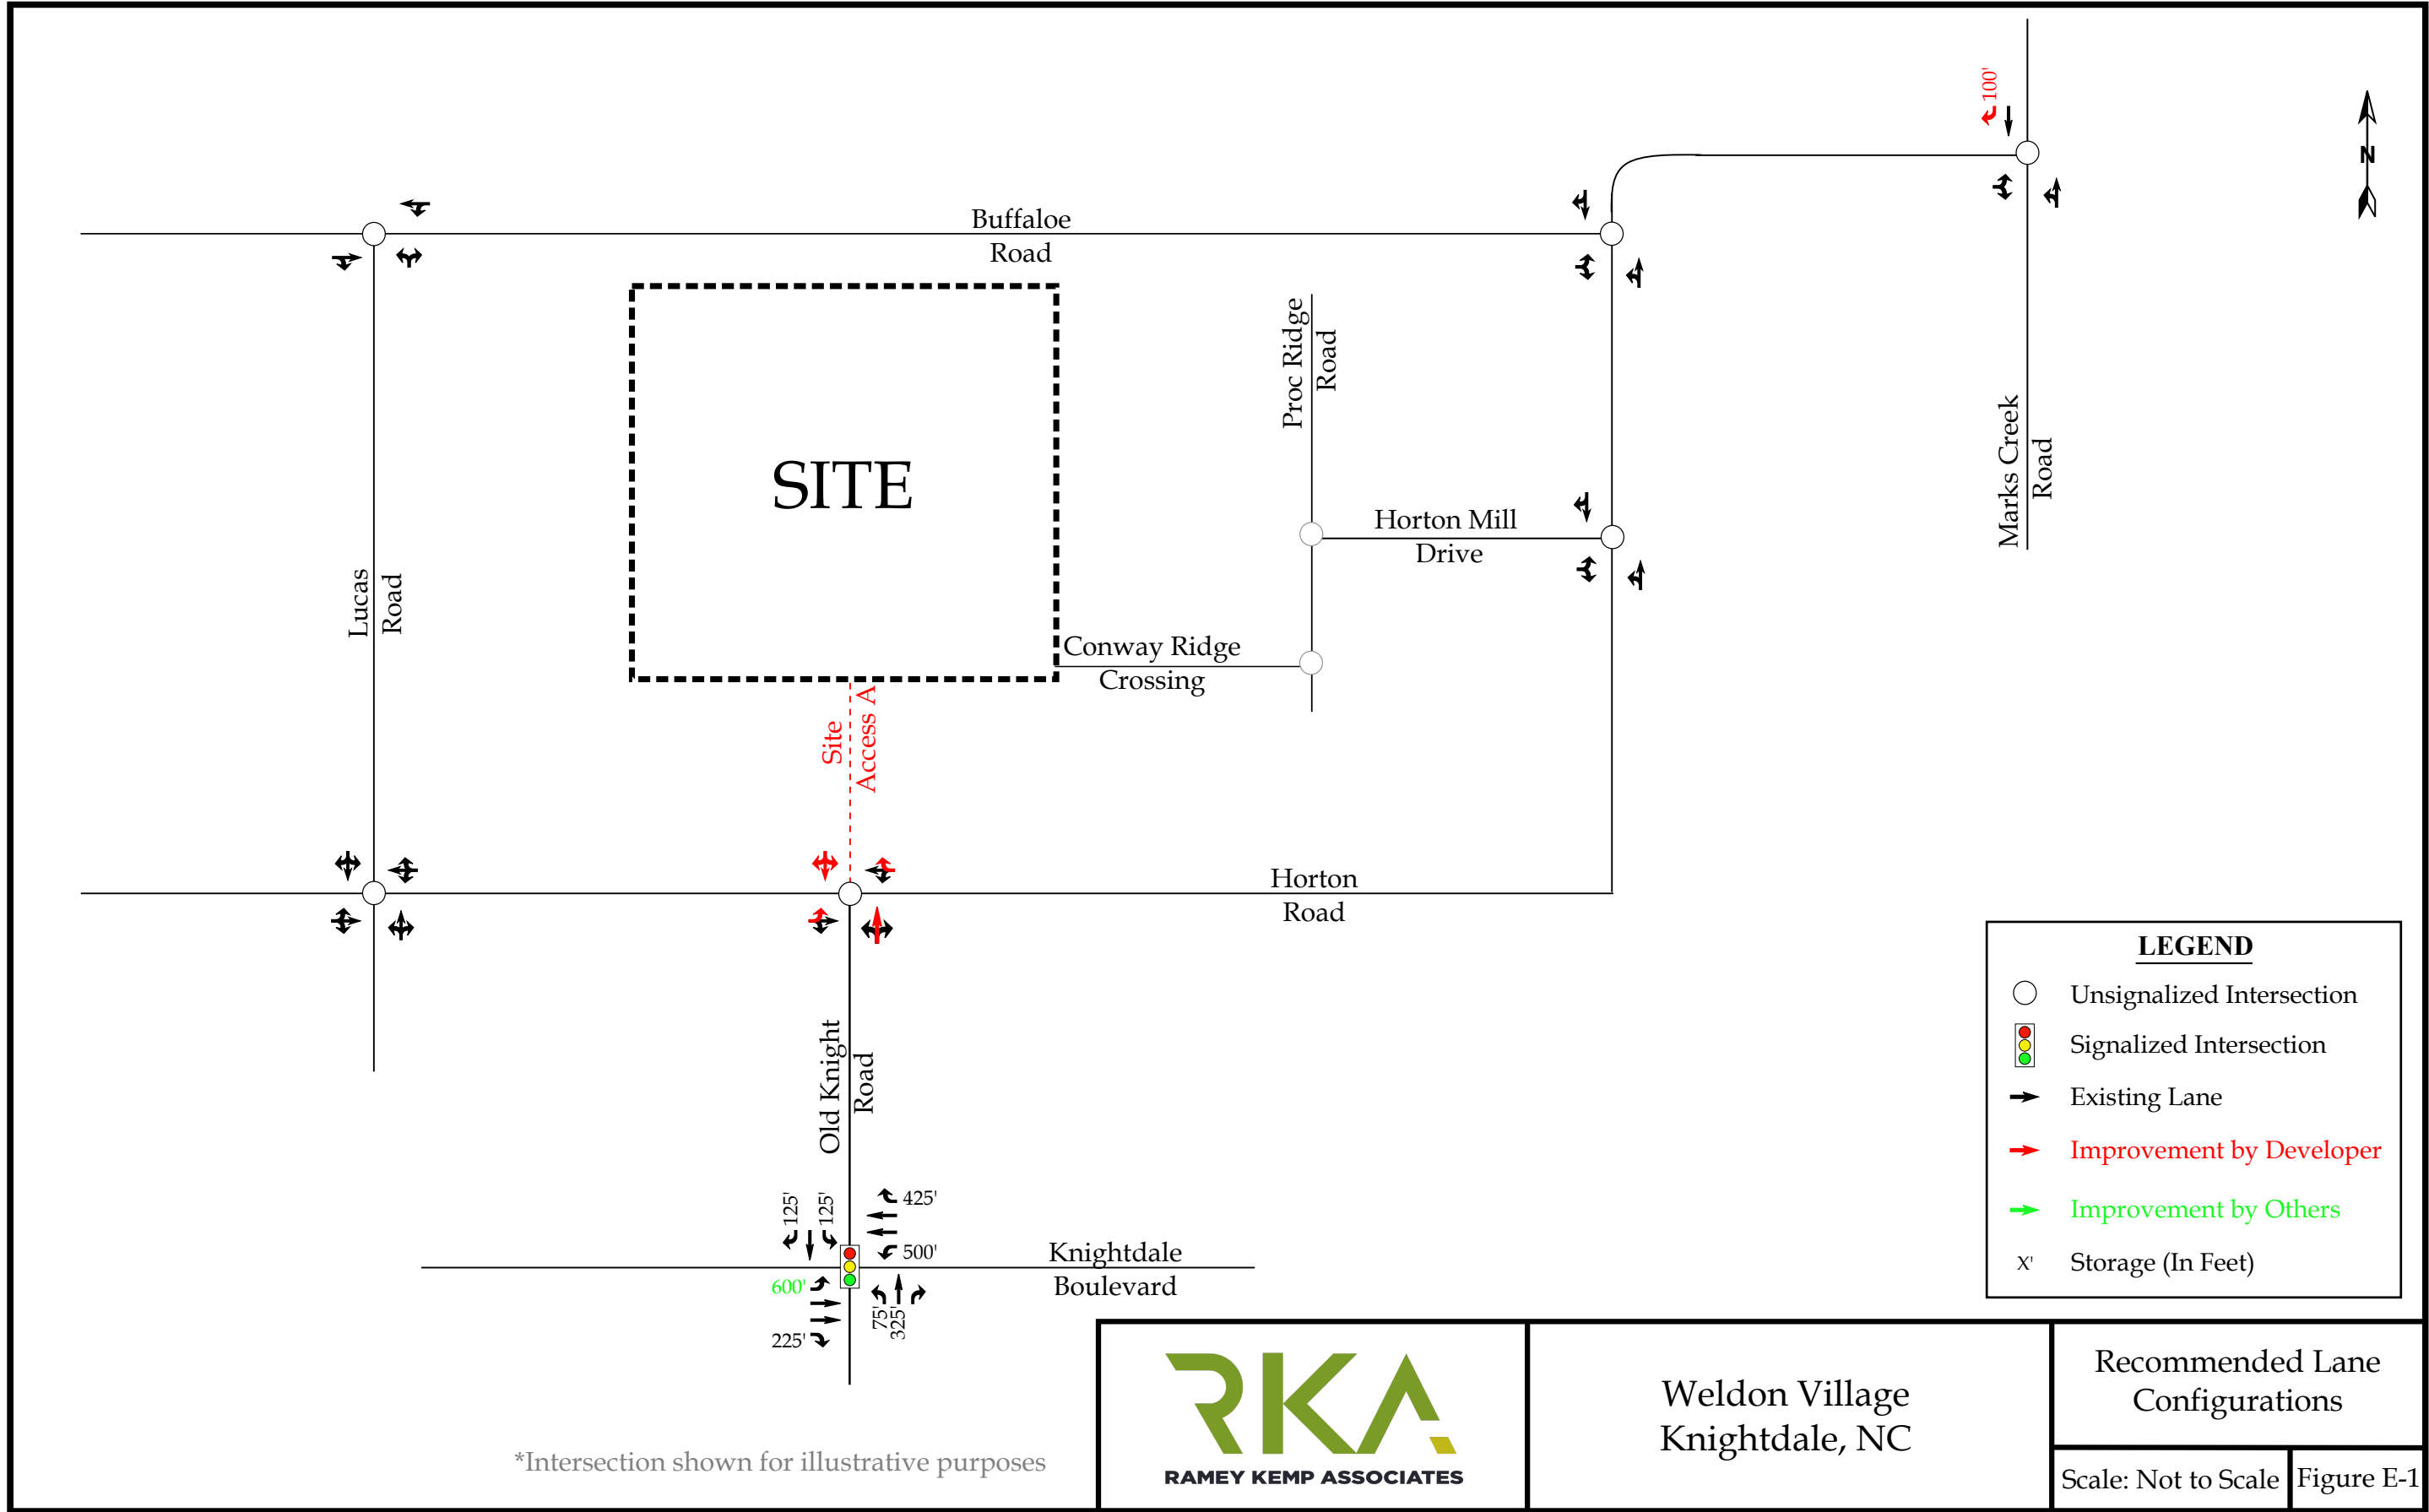 100'
N
Buffaloe
Road
Proc Ridge
Road
SITE
Marks Creek
Road
Horton Mill
Drive
Lucas
Road
Conway Ridge
Crossing
Site
Access A
Horton
Road
LEGEND
Unsignalized Intersection
Signalized Intersection
Existing Lane
Improvement by Developer
Improvement by Others
X' Storage (In Feet)
Old Knight
Road
125'
125'
425'
500'
Knightdale
Boulevard
600'
75'
325'
225'
*Intersection shown for illustrative purposes
RKA
RAMEY KEMP ASSOCIATES
Weldon Village
Knightdale, NC
Recommended Lane
Configurations
Scale: Not to Scale
Figure E-1